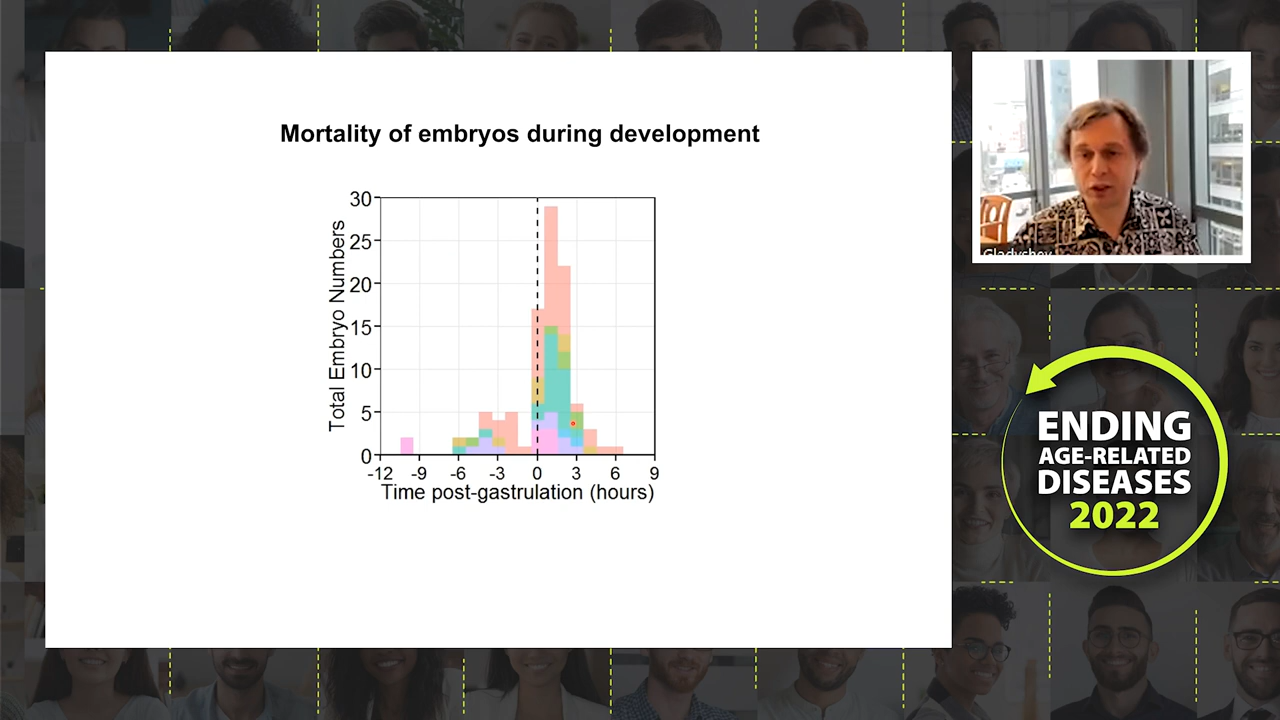 Mortality of embryos during development
Total Embryo Numbers
30
25
20
15
10
5
0
-12 -9 -6 -3 0 3 6 9
Time post-gastrulation (hours)
Gladyshev
ENDING
AGE-RELATED
DISEASES
2022